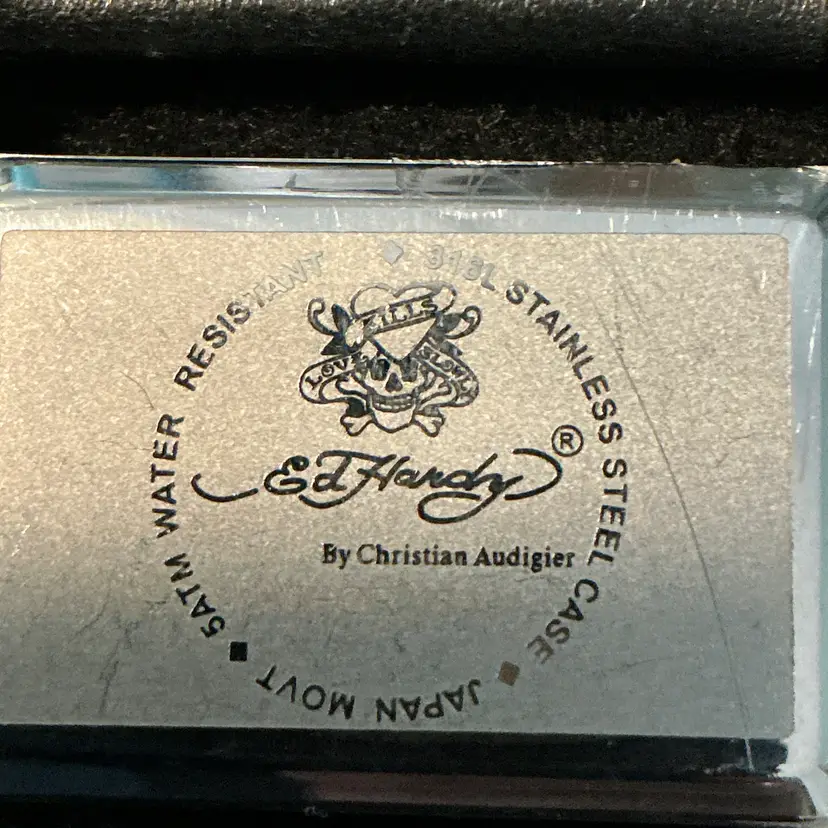 5ATM WATER RESISTANT ◆ 316L STAINLESS STEEL CASE ◆ JAPAN MOVT ◆
LOVE KILLS SLOWLY
Ed Hardy®
By Christian Audigier